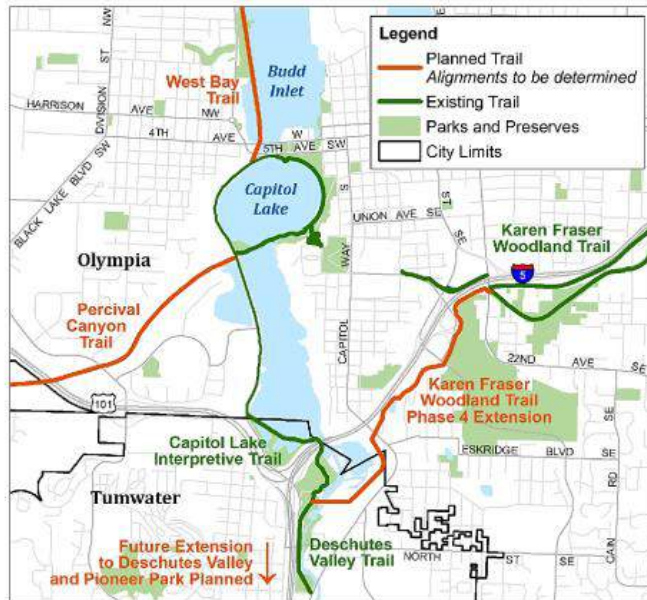 Legend
Planned Trail
Alignments to be determined
Existing Trail
Parks and Preserves
City Limits
NW
ST
DIVISION
West Bay
Trail
Budd
Inlet
HARRISON AVE NW
4TH AVE W
5TH AVE SW
BLACK LAKE BLVD SW
Capitol
Lake
S
ST
SE
UNION AVE SE
WAY
CAPITOL
Karen Fraser
Woodland Trail
5
Olympia
Percival
Canyon
Trail
22ND AVE SE
Karen Fraser
Woodland Trail
Phase 4 Extension
101
Capitol Lake
Interpretive Trail
ESKRIDGE BLVD SE
SE
RD
CAIN
Tumwater
Deschutes
Valley Trail
Future Extension
to Deschutes Valley
and Pioneer Park Planned
NORTH ST SE